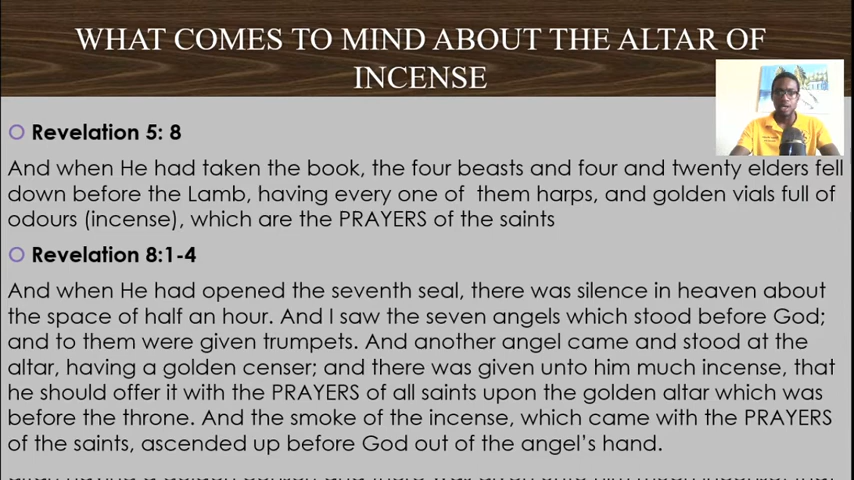 WHAT COMES TO MIND ABOUT THE ALTAR OF
INCENSE
Revelation 5: 8
And when He had taken the book, the four beasts and four and twenty elders fell
down before the Lamb, having every one of them harps, and golden vials full of
odours (incense), which are the PRAYERS of the saints
Revelation 8:1-4
And when He had opened the seventh seal, there was silence in heaven about
the space of half an hour. And I saw the seven angels which stood before God;
and to them were given trumpets. And another angel came and stood at the
altar, having a golden censer; and there was given unto him much incense, that
he should offer it with the PRAYERS of all saints upon the golden altar which was
before the throne. And the smoke of the incense, which came with the PRAYERS
of the saints, ascended up before God out of the angel's hand.